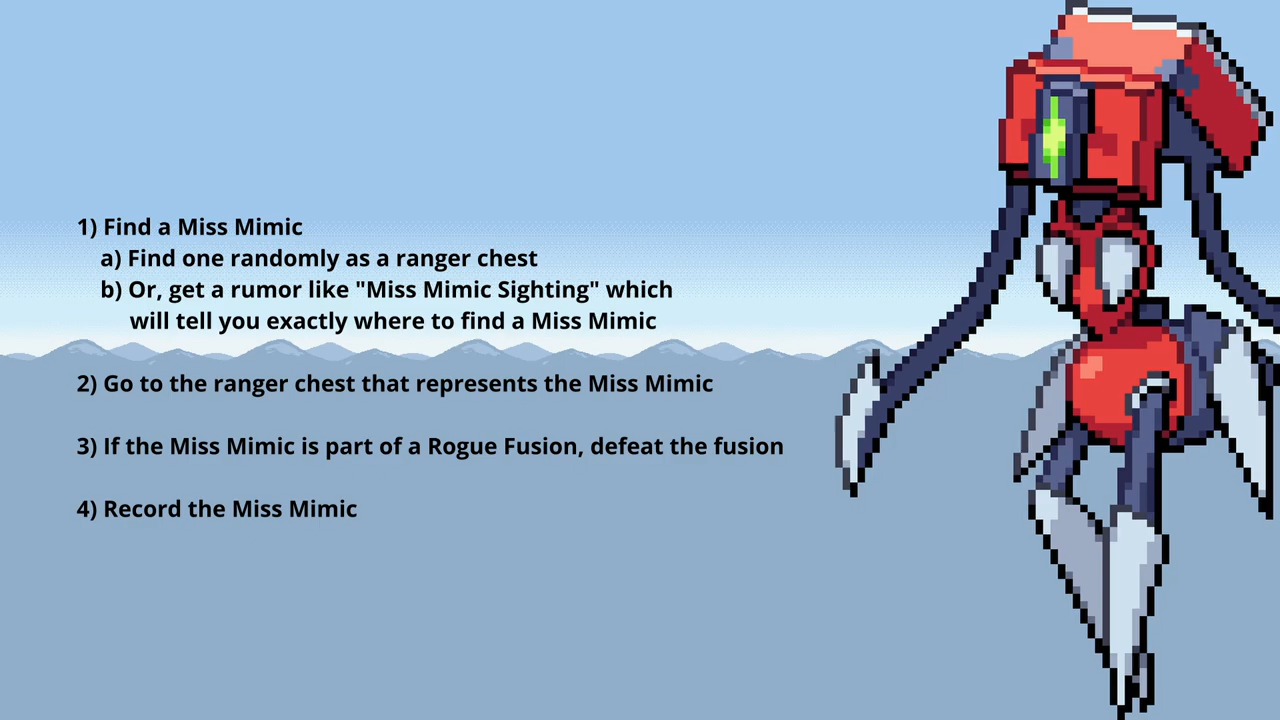 1) Find a Miss Mimic
a) Find one randomly as a ranger chest
b) Or, get a rumor like "Miss Mimic Sighting" which
will tell you exactly where to find a Miss Mimic
2) Go to the ranger chest that represents the Miss Mimic
3) If the Miss Mimic is part of a Rogue Fusion, defeat the fusion
4) Record the Miss Mimic